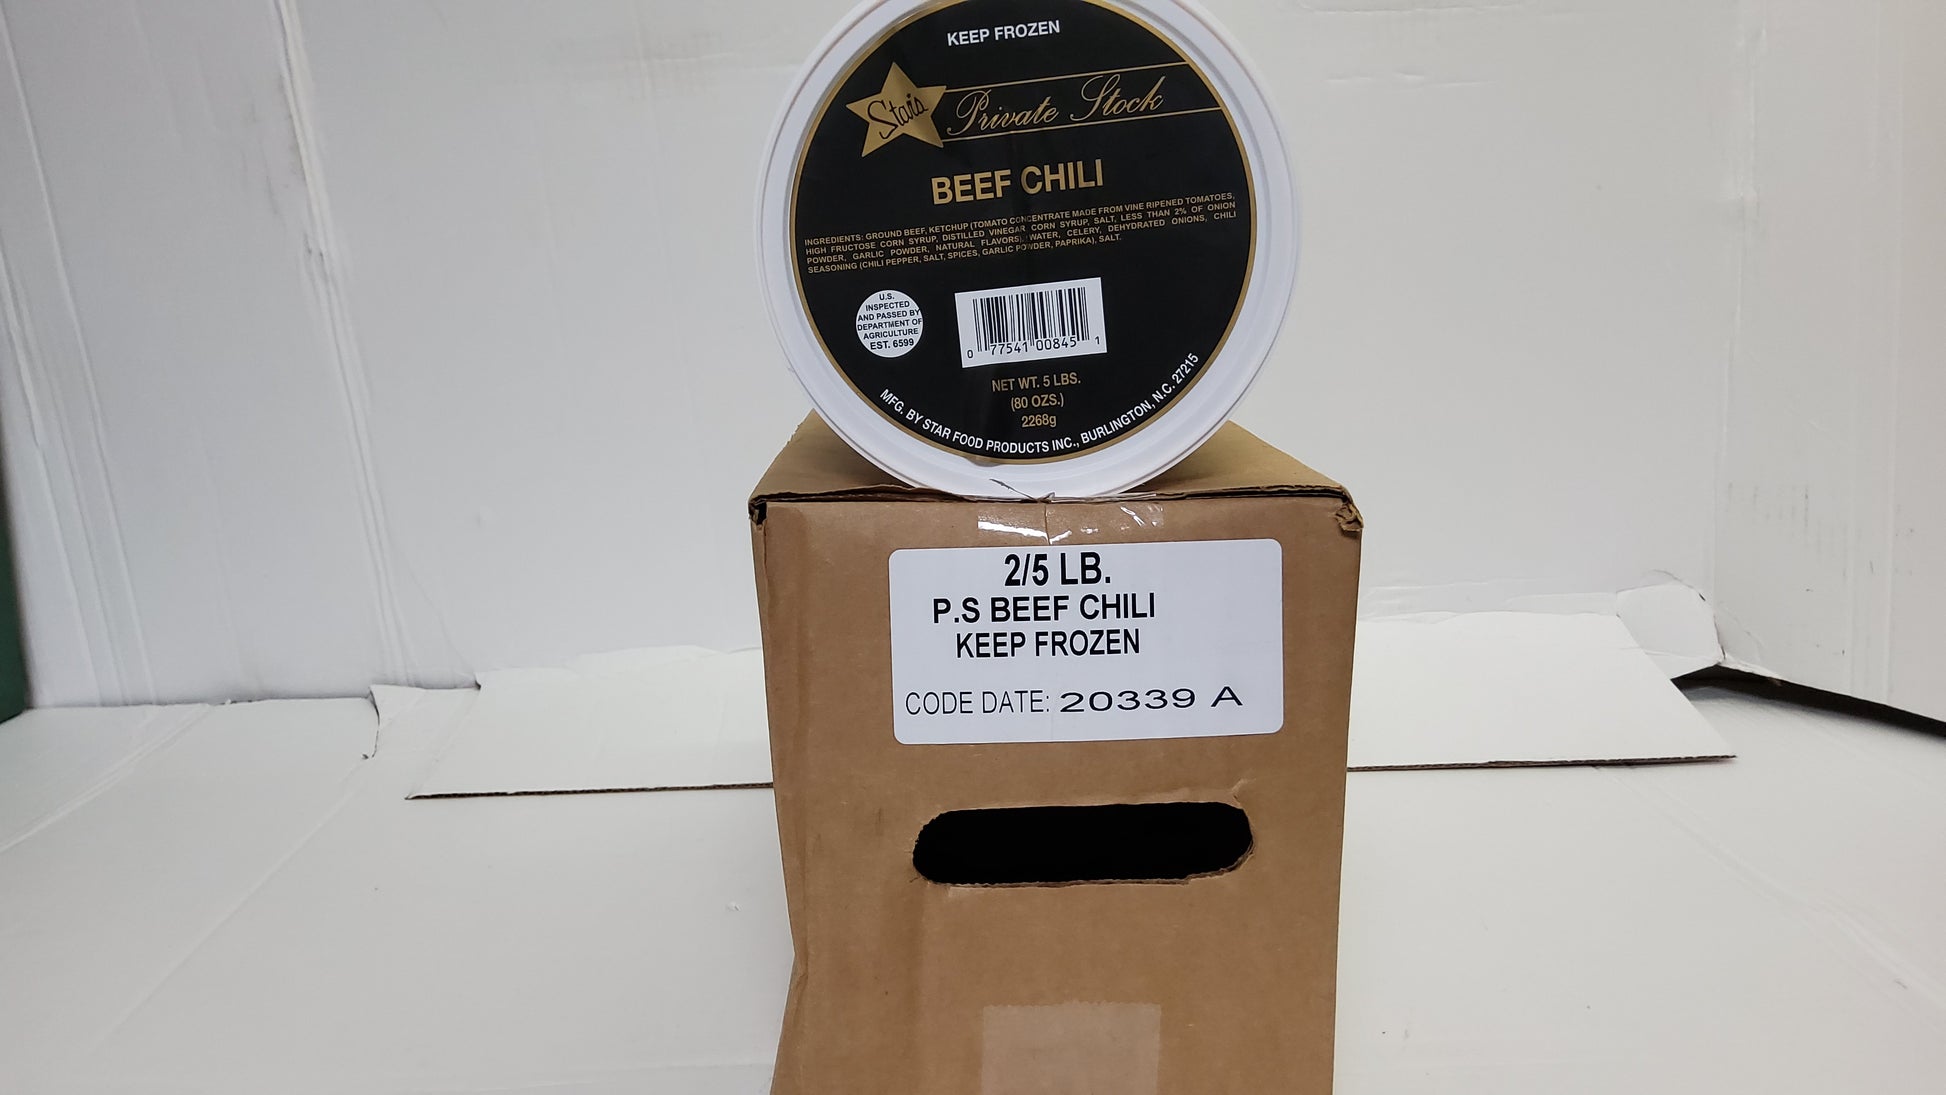 KEEP FROZEN
Star's Private Stock
BEEF CHILI
INGREDIENTS: GROUND BEEF, KETCHUP (TOMATO CONCENTRATE MADE FROM VINE RIPENED TOMATOES,
HIGH FRUCTOSE CORN SYRUP, DISTILLED VINEGAR, CORN SYRUP, SALT, LESS THAN 2% OF ONION
POWDER, GARLIC POWDER, NATURAL FLAVORS), WATER, CELERY, DEHYDRATED ONIONS, CHILI
SEASONING (CHILI PEPPER, SALT, SPICES, GARLIC POWDER, PAPRIKA), SALT.
U.S.
INSPECTED
AND PASSED BY
DEPARTMENT OF
AGRICULTURE
EST. 6599
0 77541 00845 1
NET WT. 5 LBS.
(80 OZS.)
2268g
MFG. BY STAR FOOD PRODUCTS INC., BURLINGTON, N.C. 27215
2/5 LB.
P.S BEEF CHILI
KEEP FROZEN
CODE DATE: 20339 A